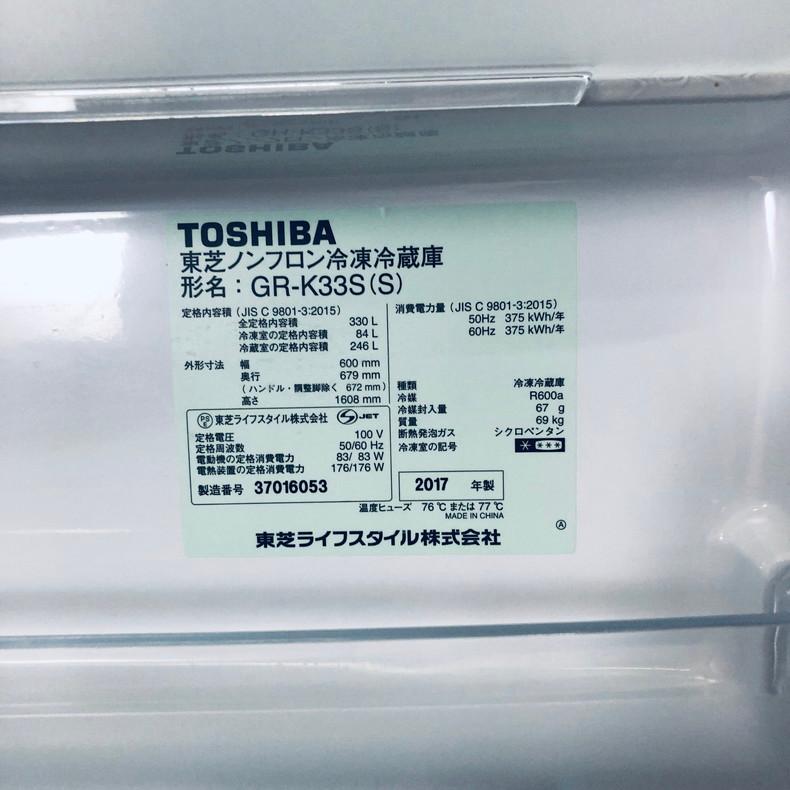 TOSHIBA
東芝ノンフロン冷凍冷蔵庫
形名：GR-K33S(S)
定格内容積（JIS C 9801-3:2015）
全定格内容積 330 L
冷凍室の定格内容積 84 L
冷蔵室の定格内容積 246 L
外形寸法 幅 600 mm
奥行 679 mm
（ハンドル・調整脚除く 672 mm）
高さ 1608 mm
PS E 東芝ライフスタイル株式会社 S JET
定格電圧 100 V
定格周波数 50/60 Hz
電動機の定格消費電力 83/ 83 W
電熱装置の定格消費電力 176/176 W
製造番号 37016053
消費電力量（JIS C 9801-3:2015）
50Hz 375 kWh/年
60Hz 375 kWh/年
種類 冷凍冷蔵庫
冷媒 R600a
冷媒封入量 67 g
質量 69 kg
断熱発泡ガス シクロペンタン
冷凍室の記号 * ***
2017 年製
温度ヒューズ 76 ℃ または 77 ℃
MADE IN CHINA
Ⓐ
東芝ライフスタイル株式会社